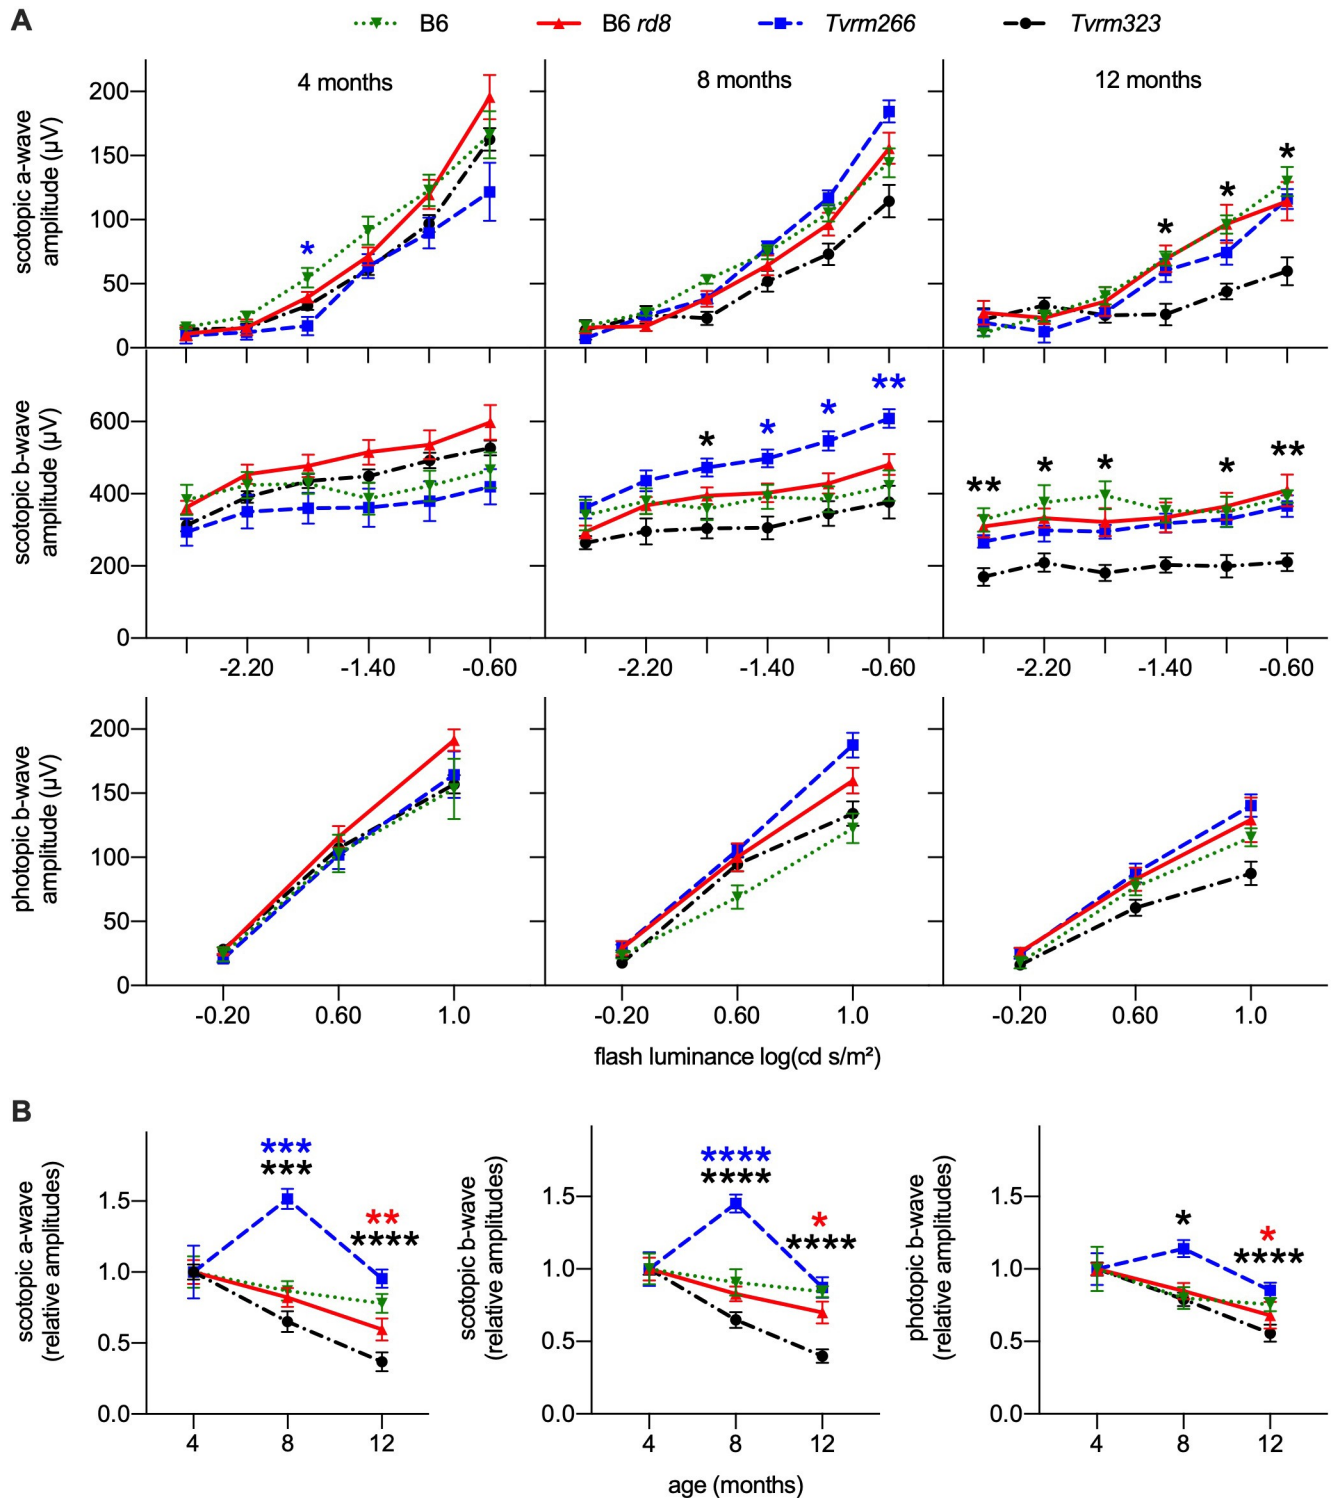 A
B6 B6 rd8 Tvrm266 Tvrm323
4 months 8 months 12 months
scotopic a-wave
amplitude (µV)
200
150
100
50
0
*
* * *
scotopic b-wave
amplitude (µV)
600
400
200
0
* * * **
** * * * **
-2.20 -1.40 -0.60 -2.20 -1.40 -0.60 -2.20 -1.40 -0.60
photopic b-wave
amplitude (µV)
200
150
100
50
0
-0.20 0.60 1.0 -0.20 0.60 1.0 -0.20 0.60 1.0
flash luminance log(cd s/m²)
B
scotopic a-wave
(relative amplitudes)
1.5
1.0
0.5
0.0
***
***
**
****
4 8 12
scotopic b-wave
(relative amplitudes)
1.5
1.0
0.5
0.0
****
****
*
****
4 8 12
photopic b-wave
(relative amplitudes)
1.5
1.0
0.5
0.0
*
*
****
4 8 12
age (months)